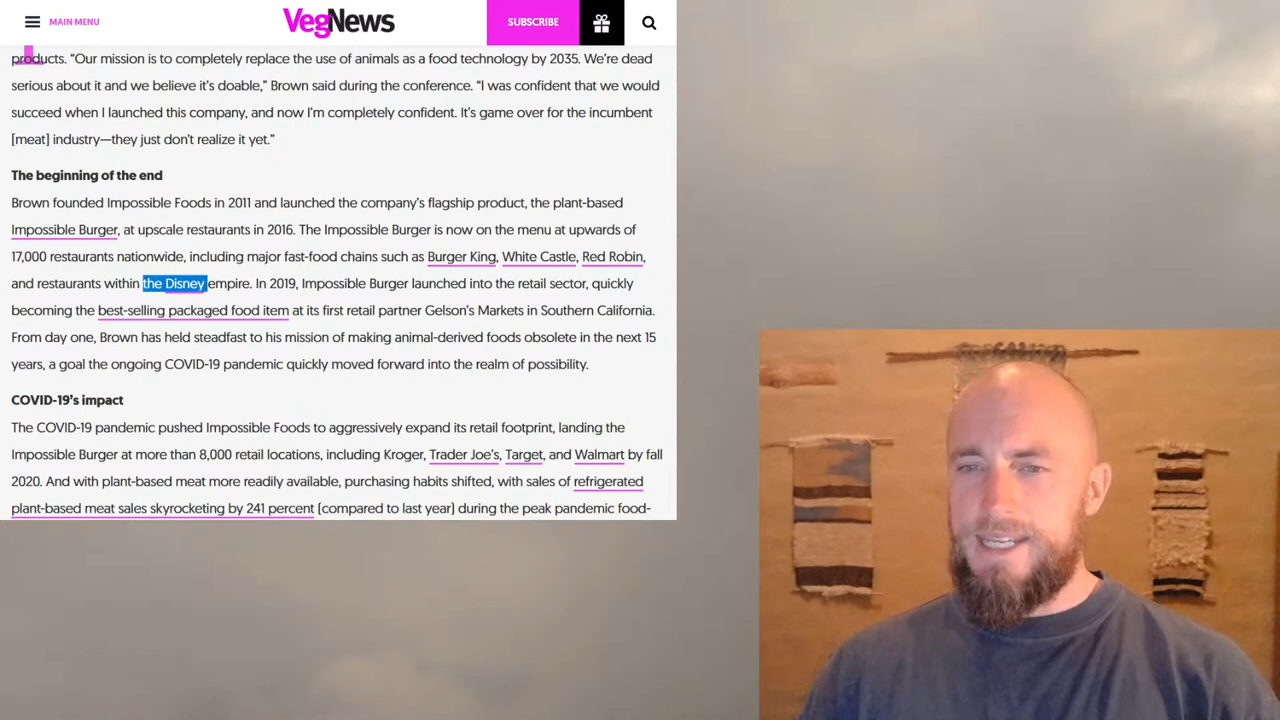 MAIN MENU
VegNews
SUBSCRIBE
products. “Our mission is to completely replace the use of animals as a food technology by 2035. We’re dead
serious about it and we believe it’s doable,” Brown said during the conference. “I was confident that we would
succeed when I launched this company, and now I’m completely confident. It’s game over for the incumbent
[meat] industry—they just don’t realize it yet.”
The beginning of the end
Brown founded Impossible Foods in 2011 and launched the company’s flagship product, the plant-based
Impossible Burger, at upscale restaurants in 2016. The Impossible Burger is now on the menu at upwards of
17,000 restaurants nationwide, including major fast-food chains such as Burger King, White Castle, Red Robin,
and restaurants within the Disney empire. In 2019, Impossible Burger launched into the retail sector, quickly
becoming the best-selling packaged food item at its first retail partner Gelson’s Markets in Southern California.
From day one, Brown has held steadfast to his mission of making animal-derived foods obsolete in the next 15
years, a goal the ongoing COVID-19 pandemic quickly moved forward into the realm of possibility.
COVID-19’s impact
The COVID-19 pandemic pushed Impossible Foods to aggressively expand its retail footprint, landing the
Impossible Burger at more than 8,000 retail locations, including Kroger, Trader Joe’s, Target, and Walmart by fall
2020. And with plant-based meat more readily available, purchasing habits shifted, with sales of refrigerated
plant-based meat sales skyrocketing by 241 percent (compared to last year) during the peak pandemic food-